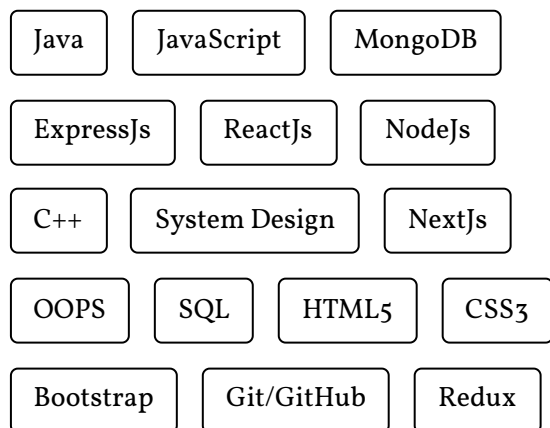 Java JavaScript MongoDB
ExpressJs ReactJs NodeJs
C++ System Design NextJs
OOPS SQL HTML5 CSS3
Bootstrap Git/GitHub Redux